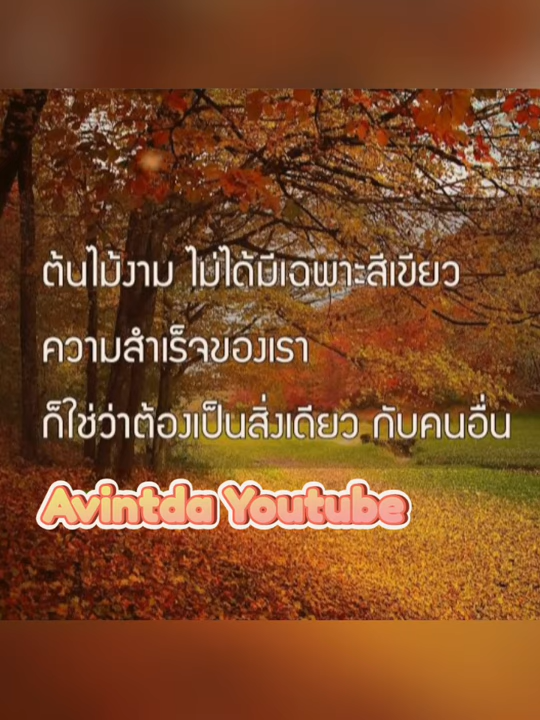 ต้นไม้งาม ไม่ได้มีเฉพาะสีเขียว
ความสำเร็จของเรา
ก็ใช่ว่าต้องเป็นสิ่งเดียว กับคนอื่น
Avintda Youtube